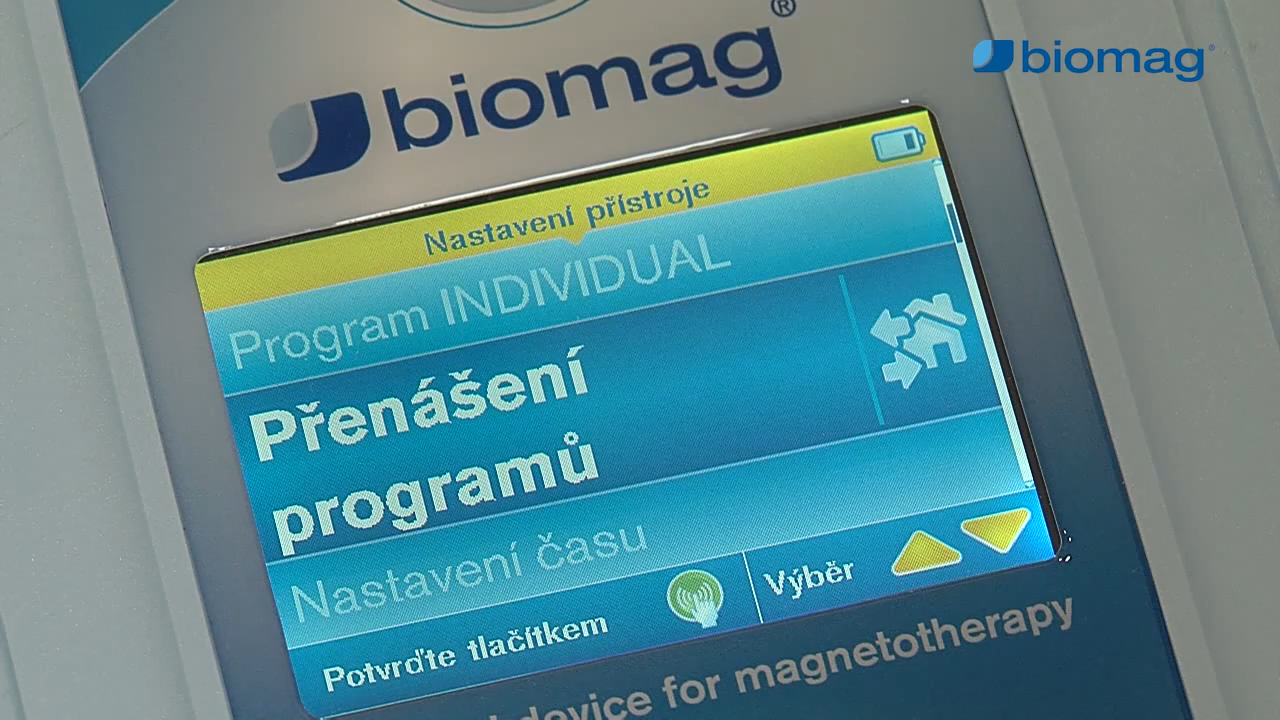 biomag®
biomag®
Nastavení přístroje
Program INDIVIDUAL
Přenášení
programů
Nastavení času
Potvrďte tlačítkem
Výběr
device for magnetotherapy